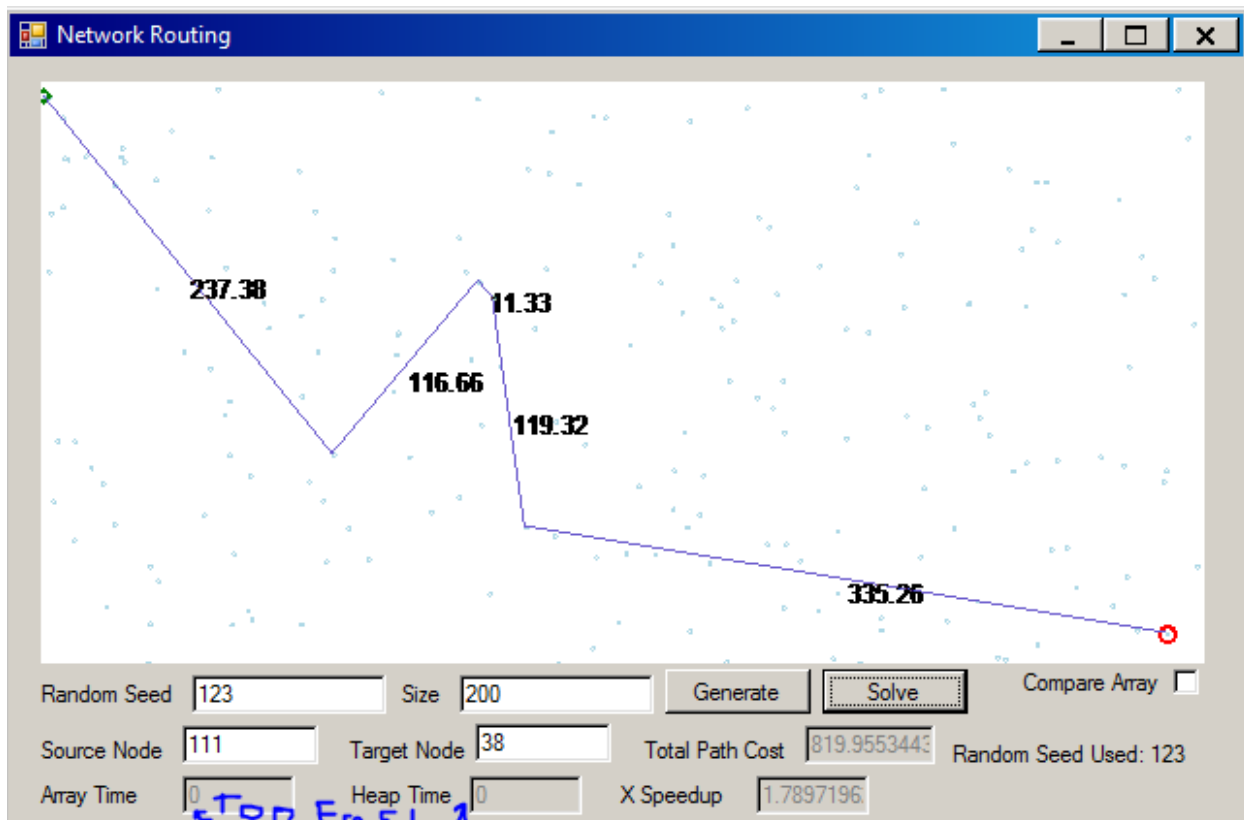 Network Routing
237.38
11.33
116.66
119.32
335.26
Random Seed 123 Size 200 Generate Solve Compare Array
Source Node 111 Target Node 38 Total Path Cost 819.9553443 Random Seed Used: 123
Array Time 0 Heap Time 0 X Speedup 1.7897196